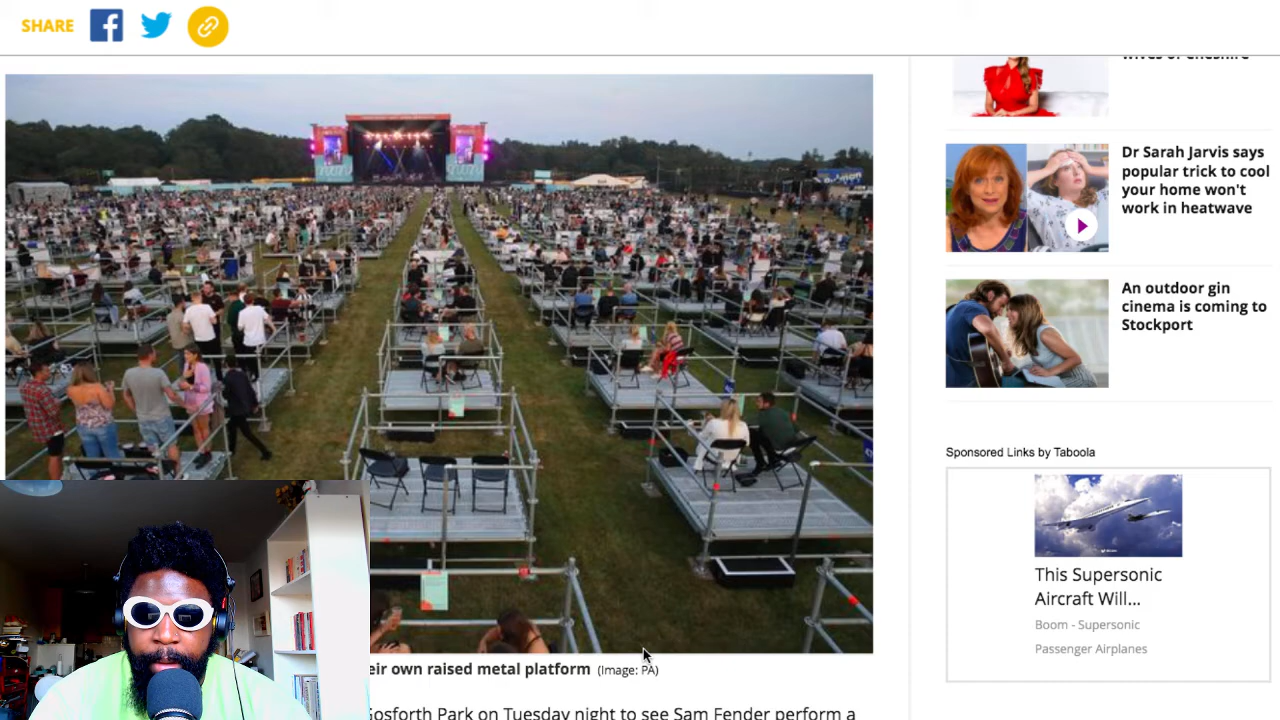 SHARE
wives of Cheshire
Dr Sarah Jarvis says
popular trick to cool
your home won't
work in heatwave
An outdoor gin
cinema is coming to
Stockport
Sponsored Links by Taboola
This Supersonic
Aircraft Will...
Boom - Supersonic
Passenger Airplanes
eir own raised metal platform (Image: PA)
Gosforth Park on Tuesday night to see Sam Fender perform a